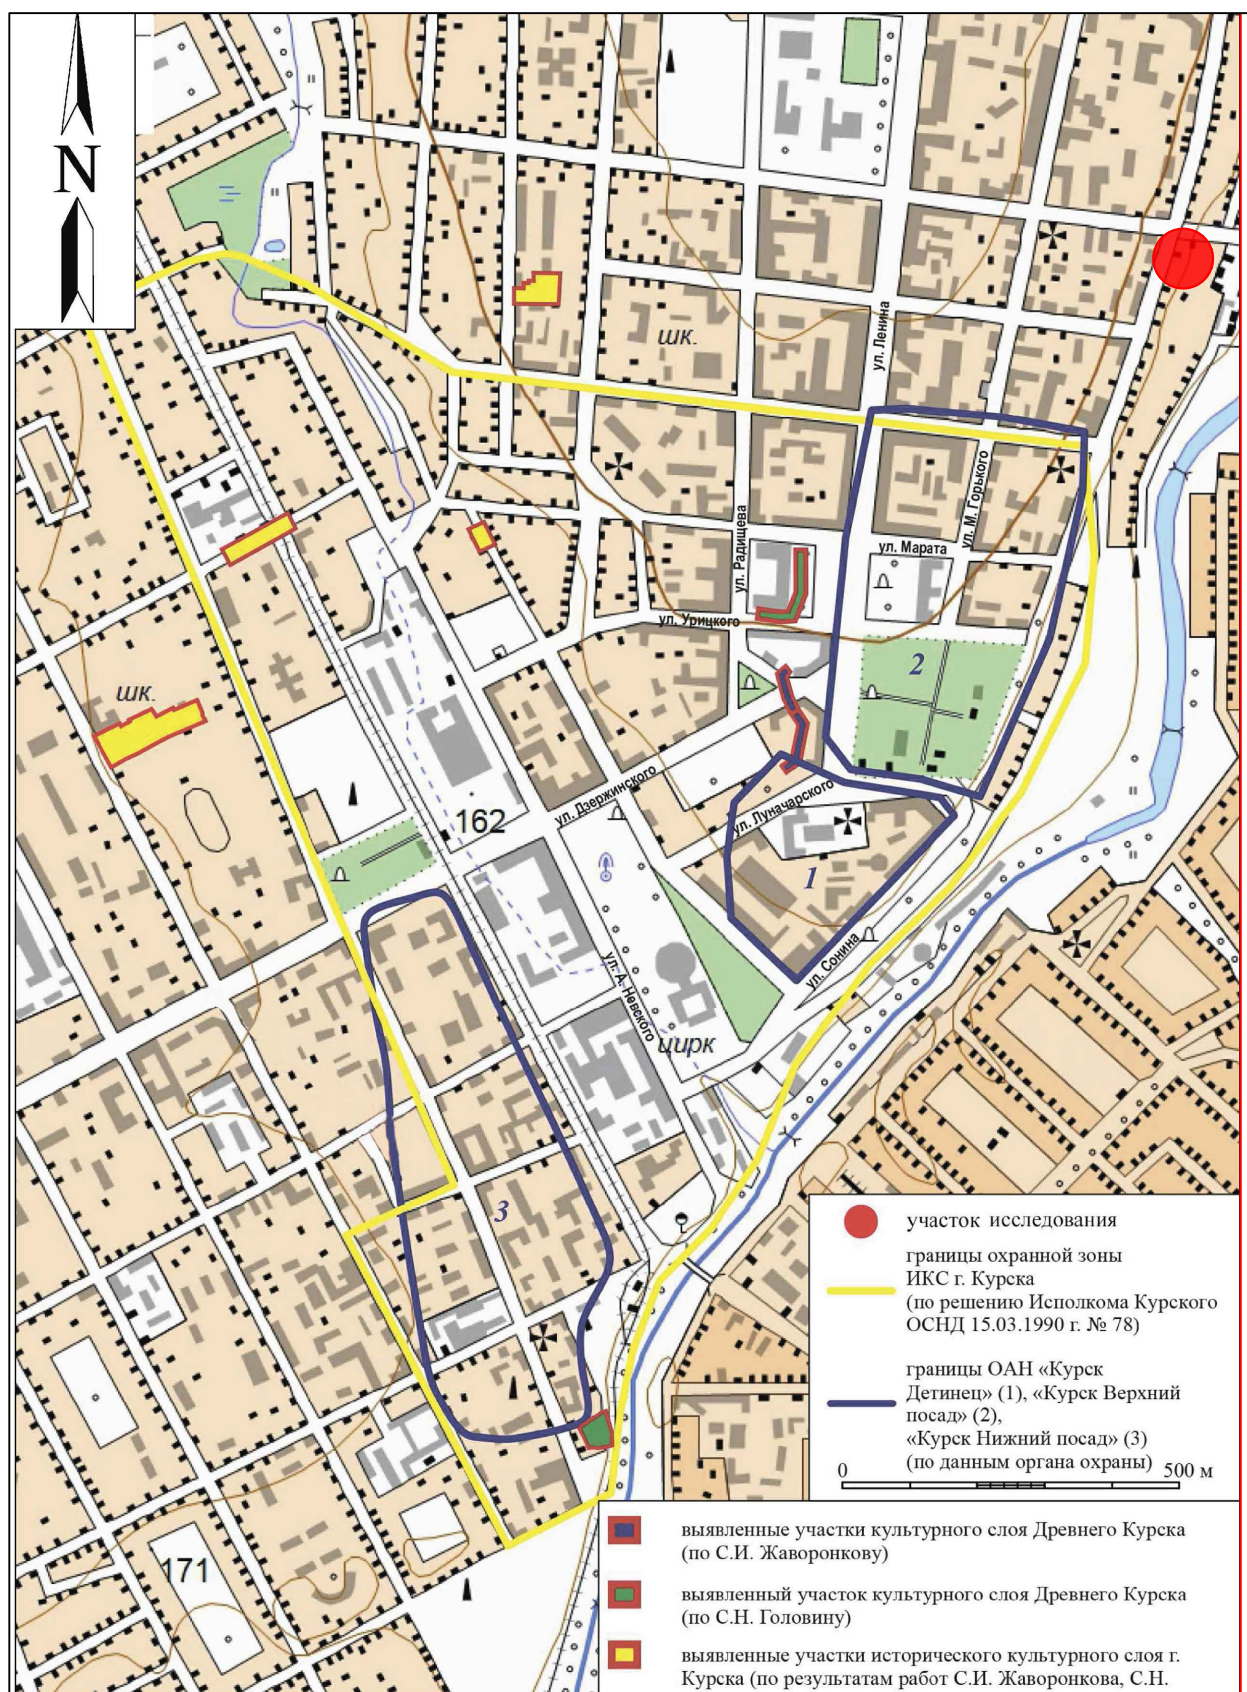 N
шк.
ул. Ленина
ул. М. Горького
ул. Марата
ул. Радищева
ул. Урицкого
2
шк.
ул. Дзержинского
162
ул. Луначарского
1
ул. Сонина
ул. А. Невского
цирк
3
171
участок исследования
границы охранной зоны
ИКС г. Курска
(по решению Исполкома Курского
ОСНД 15.03.1990 г. № 78)
границы ОАН «Курск
Детинец» (1), «Курск Верхний
посад» (2),
«Курск Нижний посад» (3)
(по данным органа охраны)
0 500 м
выявленные участки культурного слоя Древнего Курска
(по С.И. Жаворонкову)
выявленный участок культурного слоя Древнего Курска
(по С.Н. Головину)
выявленные участки исторического культурного слоя г.
Курска (по результатам работ С.И. Жаворонкова, С.Н.